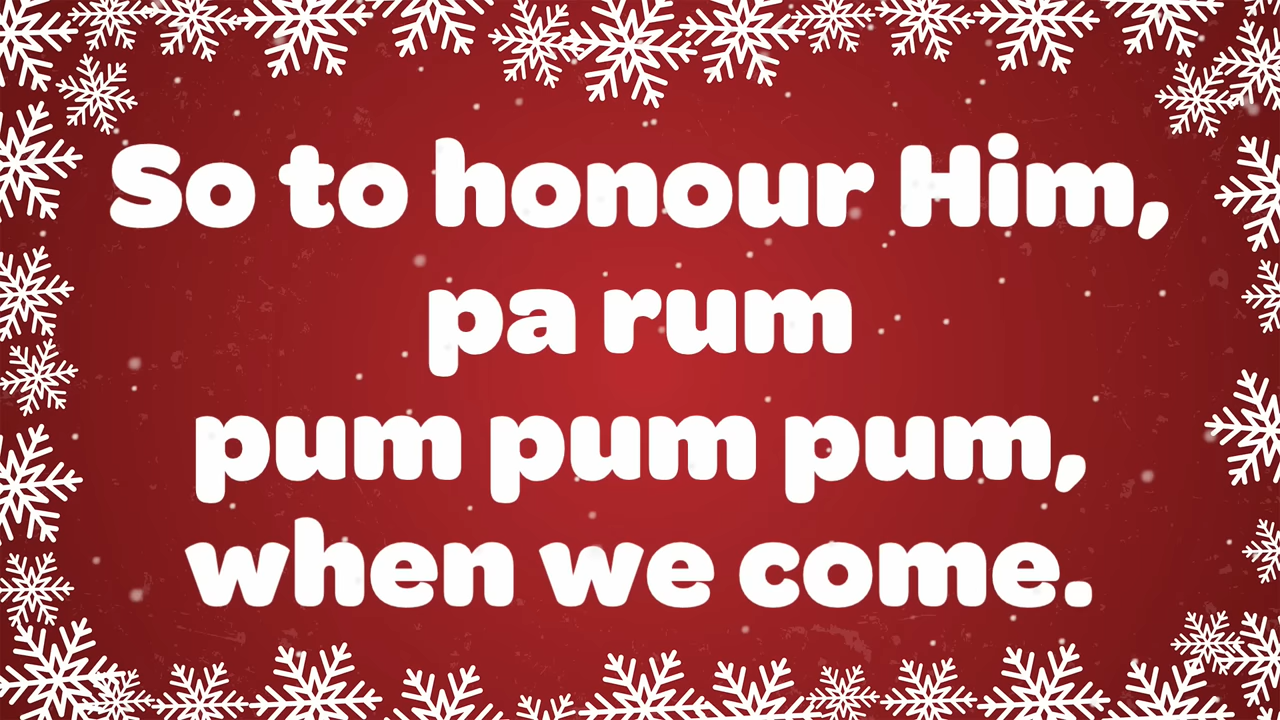 So to honour Him,
pa rum
pum pum pum,
when we come.